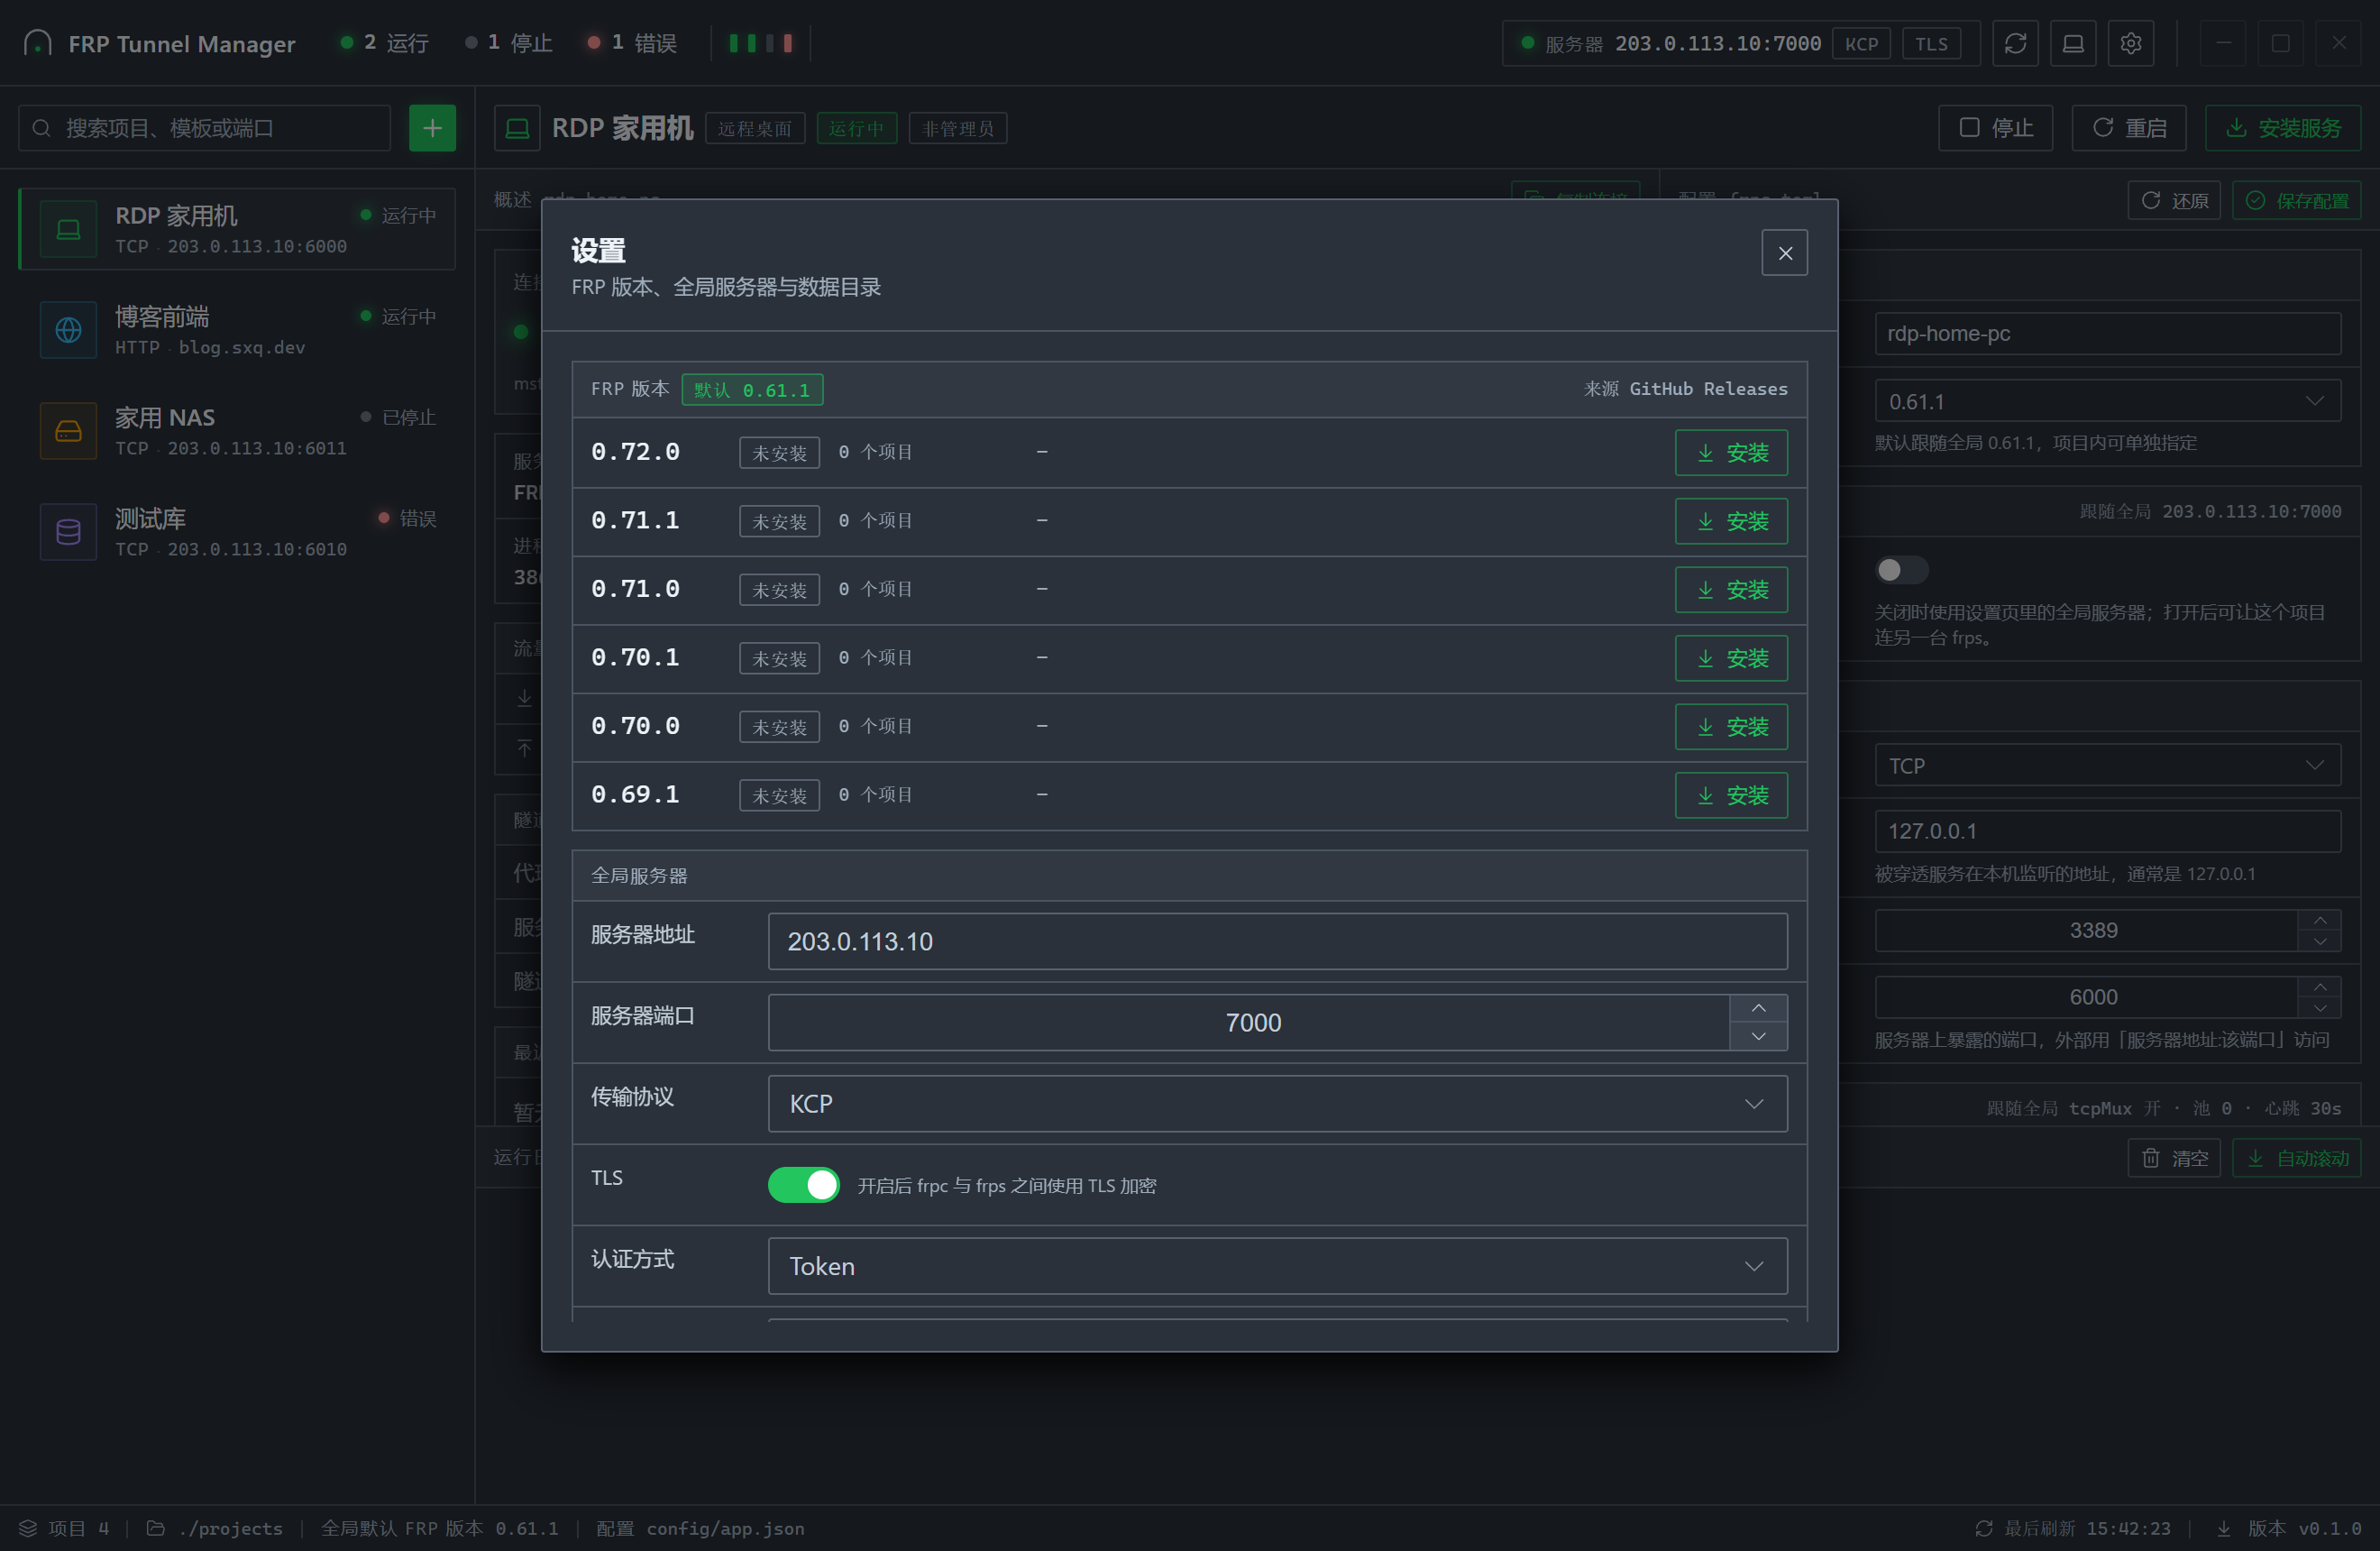 FRP Tunnel Manager 2 运行 1 停止 1 错误 服务器 203.0.113.10:7000 KCP TLS
搜索项目、模板或端口
RDP 家用机 远程桌面 运行中 非管理员 停止 重启 安装服务
RDP 家用机 运行中
TCP · 203.0.113.10:6000
博客前端 运行中
HTTP · blog.sxq.dev
家用 NAS 已停止
TCP · 203.0.113.10:6011
测试库 错误
TCP · 203.0.113.10:6010
概述 还原 保存配置
设置
FRP 版本、全局服务器与数据目录
FRP 版本 默认 0.61.1 来源 GitHub Releases
0.72.0 未安装 0 个项目 — 安装
0.71.1 未安装 0 个项目 — 安装
0.71.0 未安装 0 个项目 — 安装
0.70.1 未安装 0 个项目 — 安装
0.70.0 未安装 0 个项目 — 安装
0.69.1 未安装 0 个项目 — 安装
全局服务器
服务器地址 203.0.113.10
服务器端口 7000
传输协议 KCP
TLS 开启后 frpc 与 frps 之间使用 TLS 加密
认证方式 Token
rdp-home-pc
0.61.1
默认跟随全局 0.61.1，项目内可单独指定
跟随全局 203.0.113.10:7000
关闭时使用设置页里的全局服务器；打开后可让这个项目
连另一台 frps。
TCP
127.0.0.1
被穿透服务在本机监听的地址，通常是 127.0.0.1
3389
6000
服务器上暴露的端口，外部用「服务器地址:该端口」访问
跟随全局 tcpMux 开 · 池 0 · 心跳 30s
清空 自动滚动
项目 4 ./projects 全局默认 FRP 版本 0.61.1 配置 config/app.json 最后刷新 15:42:23 版本 v0.1.0